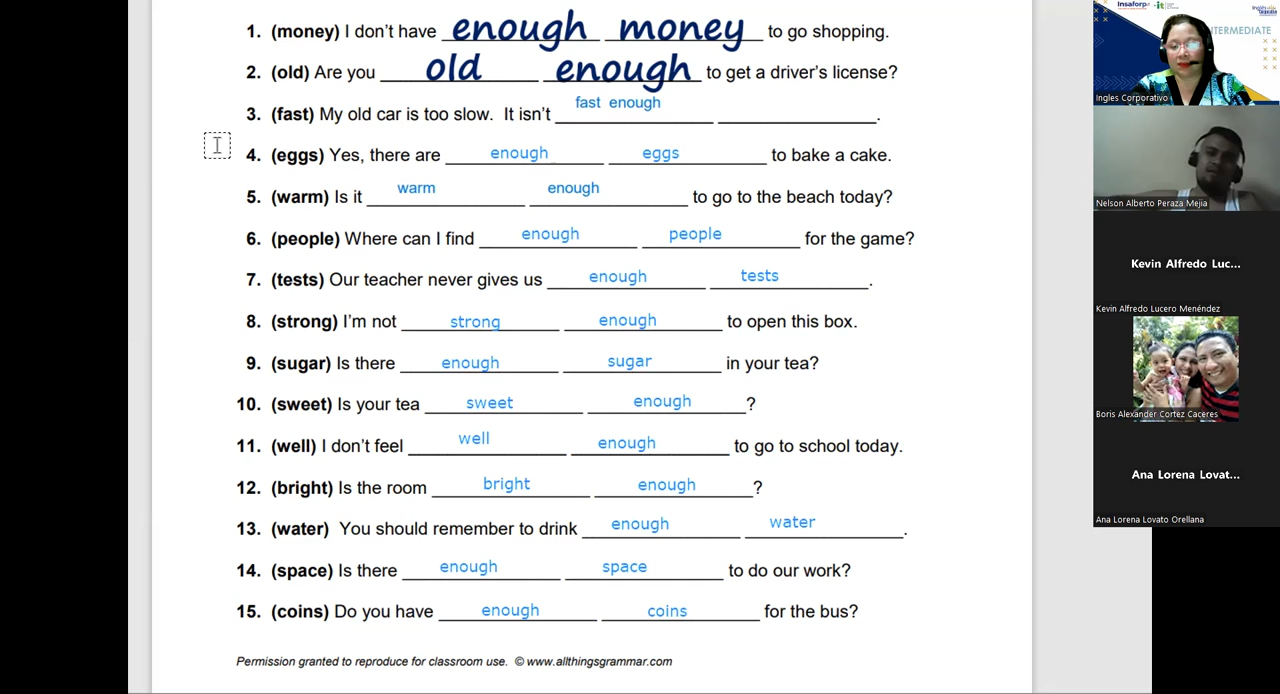 1. (money) I don't have enough money to go shopping.
2. (old) Are you old enough to get a driver's license?
3. (fast) My old car is too slow. It isn't fast enough.
4. (eggs) Yes, there are enough eggs to bake a cake.
5. (warm) Is it warm enough to go to the beach today?
6. (people) Where can I find enough people for the game?
7. (tests) Our teacher never gives us enough tests.
8. (strong) I'm not strong enough to open this box.
9. (sugar) Is there enough sugar in your tea?
10. (sweet) Is your tea sweet enough?
11. (well) I don't feel well enough to go to school today.
12. (bright) Is the room bright enough?
13. (water) You should remember to drink enough water.
14. (space) Is there enough space to do our work?
15. (coins) Do you have enough coins for the bus?
Permission granted to reproduce for classroom use. © www.allthingsgrammar.com
Insaforp
NTERMEDIATE
Ingles Corporativo
Nelson Alberto Peraza Mejia
Kevin Alfredo Luc...
Kevin Alfredo Lucero Menéndez
Boris Alexander Cortez Caceres
Ana Lorena Lovat...
Ana Lorena Lovato Orellana